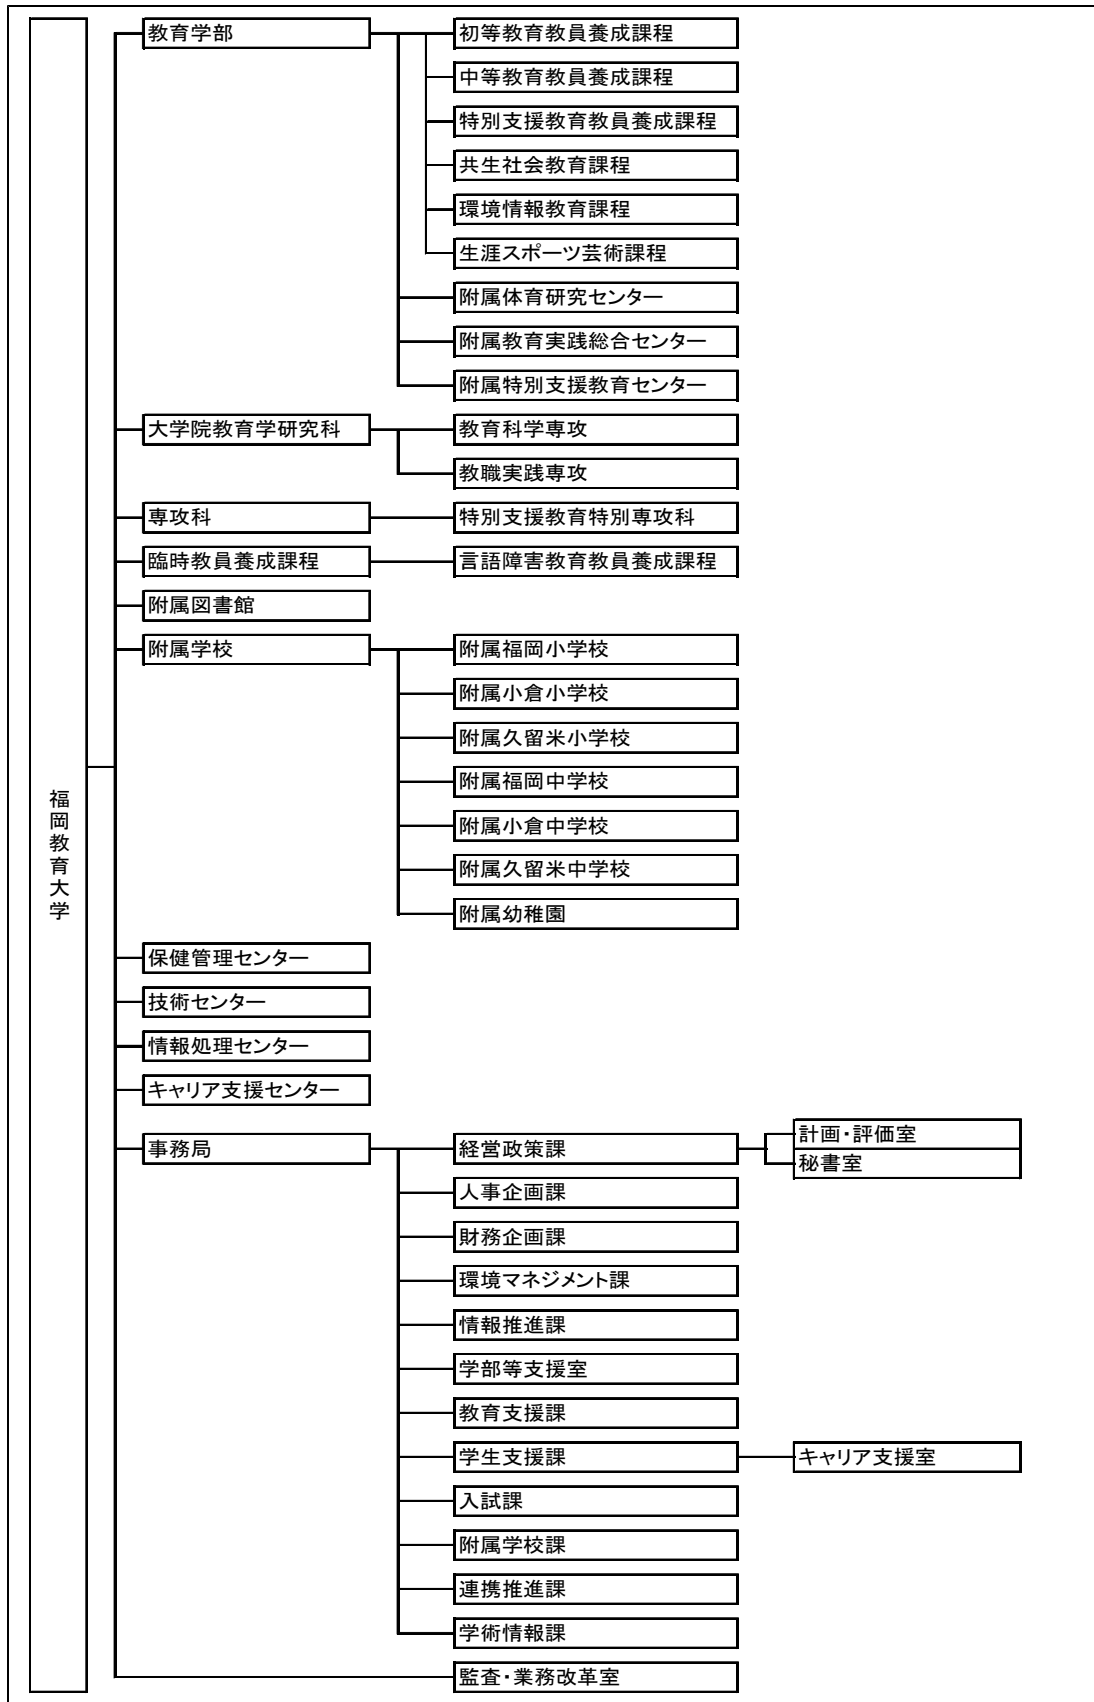 福岡教育大学
教育学部
初等教育教員養成課程
中等教育教員養成課程
特別支援教育教員養成課程
共生社会教育課程
環境情報教育課程
生涯スポーツ芸術課程
附属体育研究センター
附属教育実践総合センター
附属特別支援教育センター
大学院教育学研究科
教育科学専攻
教職実践専攻
専攻科
特別支援教育特別専攻科
臨時教員養成課程
言語障害教育教員養成課程
附属図書館
附属学校
附属福岡小学校
附属小倉小学校
附属久留米小学校
附属福岡中学校
附属小倉中学校
附属久留米中学校
附属幼稚園
保健管理センター
技術センター
情報処理センター
キャリア支援センター
事務局
経営政策課
計画・評価室
秘書室
人事企画課
財務企画課
環境マネジメント課
情報推進課
学部等支援室
教育支援課
学生支援課
キャリア支援室
入試課
附属学校課
連携推進課
学術情報課
監査・業務改革室